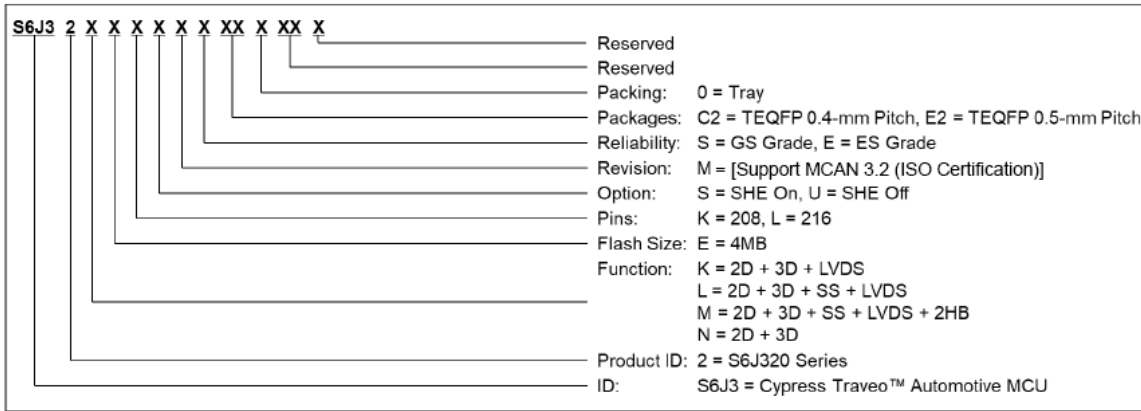 S6J3 2 X X X X X X XX X XX X
Reserved
Reserved
Packing: 0 = Tray
Packages: C2 = TEQFP 0.4-mm Pitch, E2 = TEQFP 0.5-mm Pitch
Reliability: S = GS Grade, E = ES Grade
Revision: M = [Support MCAN 3.2 (ISO Certification)]
Option: S = SHE On, U = SHE Off
Pins: K = 208, L = 216
Flash Size: E = 4MB
Function: K = 2D + 3D + LVDS
L = 2D + 3D + SS + LVDS
M = 2D + 3D + SS + LVDS + 2HB
N = 2D + 3D
Product ID: 2 = S6J320 Series
ID: S6J3 = Cypress Traveo™ Automotive MCU